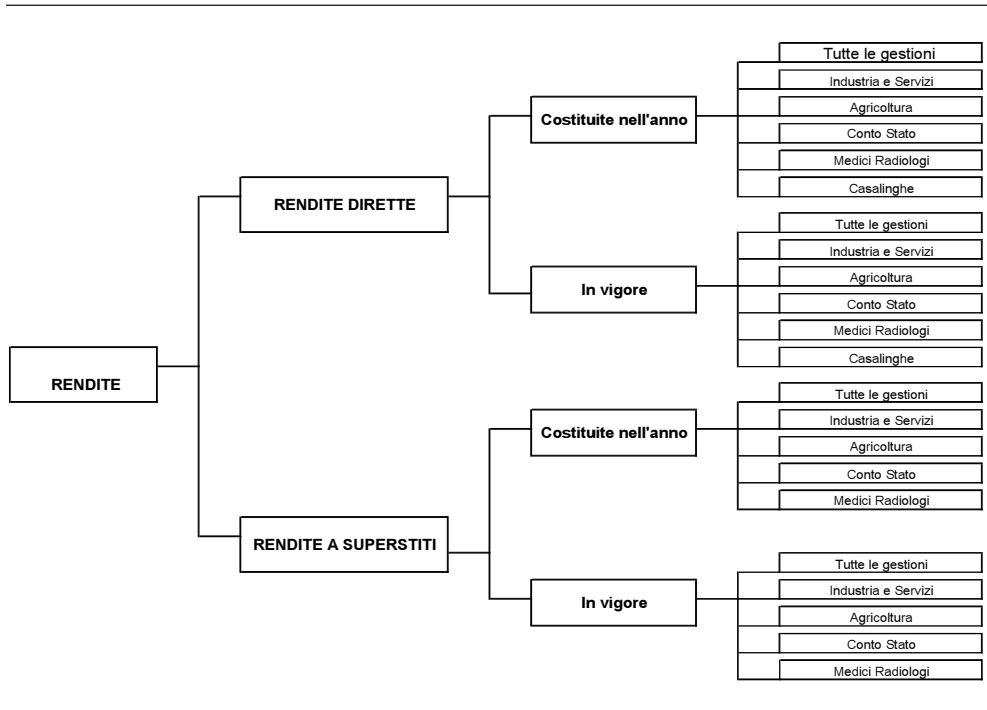 RENDITE
RENDITE DIRETTE
Costituite nell'anno
Tutte le gestioni
Industria e Servizi
Agricoltura
Conto Stato
Medici Radiologi
Casalinghe
In vigore
Tutte le gestioni
Industria e Servizi
Agricoltura
Conto Stato
Medici Radiologi
Casalinghe
RENDITE A SUPERSTITI
Costituite nell'anno
Tutte le gestioni
Industria e Servizi
Agricoltura
Conto Stato
Medici Radiologi
In vigore
Tutte le gestioni
Industria e Servizi
Agricoltura
Conto Stato
Medici Radiologi